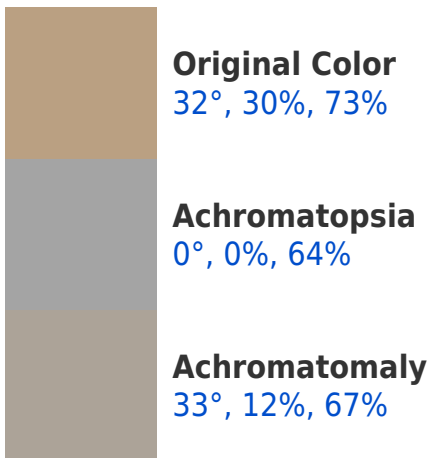 Original Color
32°, 30%, 73%
Achromatopsia
0°, 0%, 64%
Achromatomaly
33°, 12%, 67%